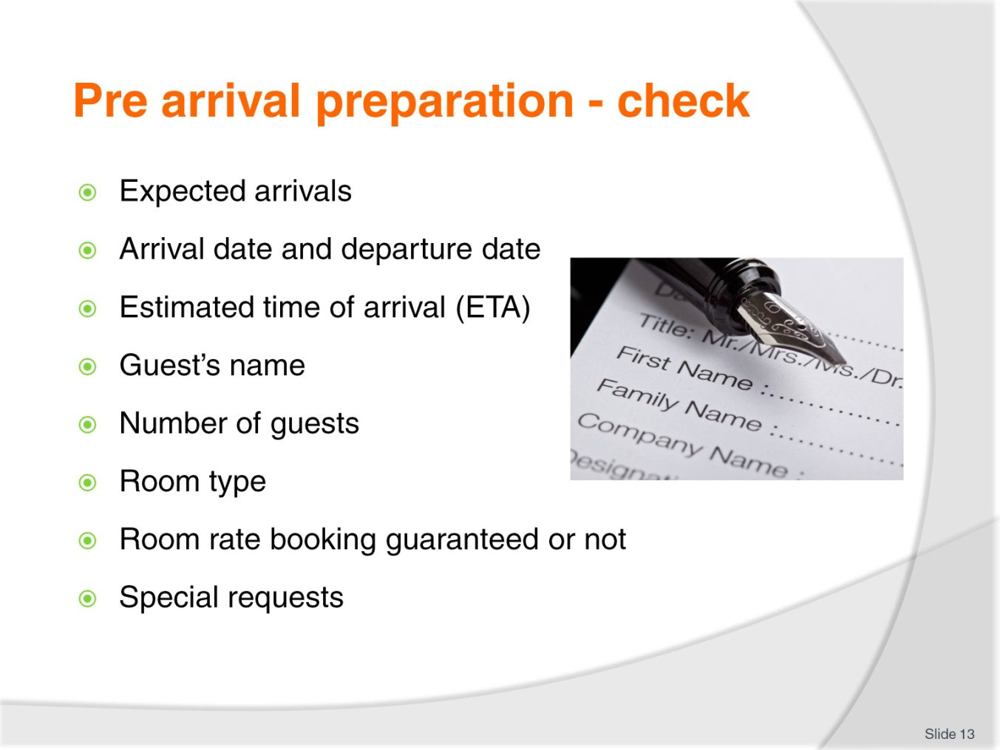 Pre arrival preparation - check
Expected arrivals
Arrival date and departure date
Estimated time of arrival (ETA)
Guest’s name
Number of guests
Room type
Room rate booking guaranteed or not
Special requests
Title: Mr./Mrs./Ms./Dr.
First Name :
Family Name :
Company Name :
Slide 13